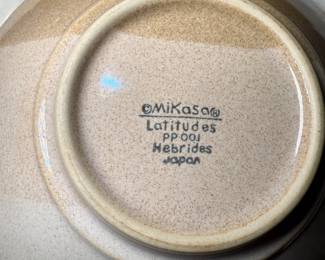 ©Mikasa®
Latitudes
PP001
Hebrides
Japan